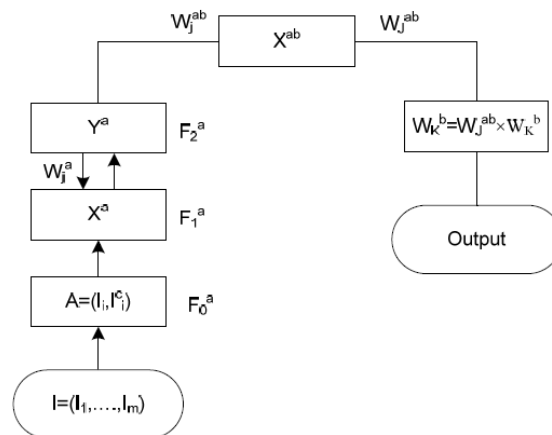 W_j^ab
X^ab
W_J^ab
Y^a
F_2^a
W_K^b=W_J^ab×W_K^b
W_j^a
X^a
F_1^a
Output
A=(I_i,I^c_i)
F_0^a
I=(I_1,....,I_m)